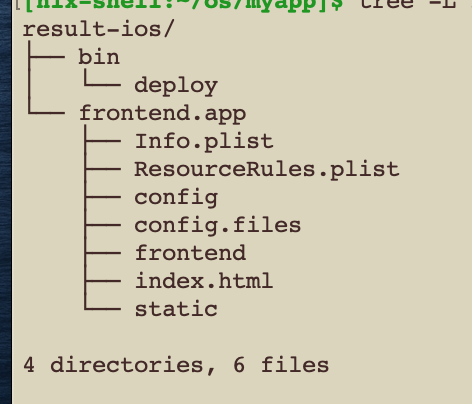 [[nix-shell:~/os/myapp]$ tree -L
result-ios/
├── bin
│   └── deploy
└── frontend.app
    ├── Info.plist
    ├── ResourceRules.plist
    ├── config
    ├── config.files
    ├── frontend
    ├── index.html
    └── static

4 directories, 6 files